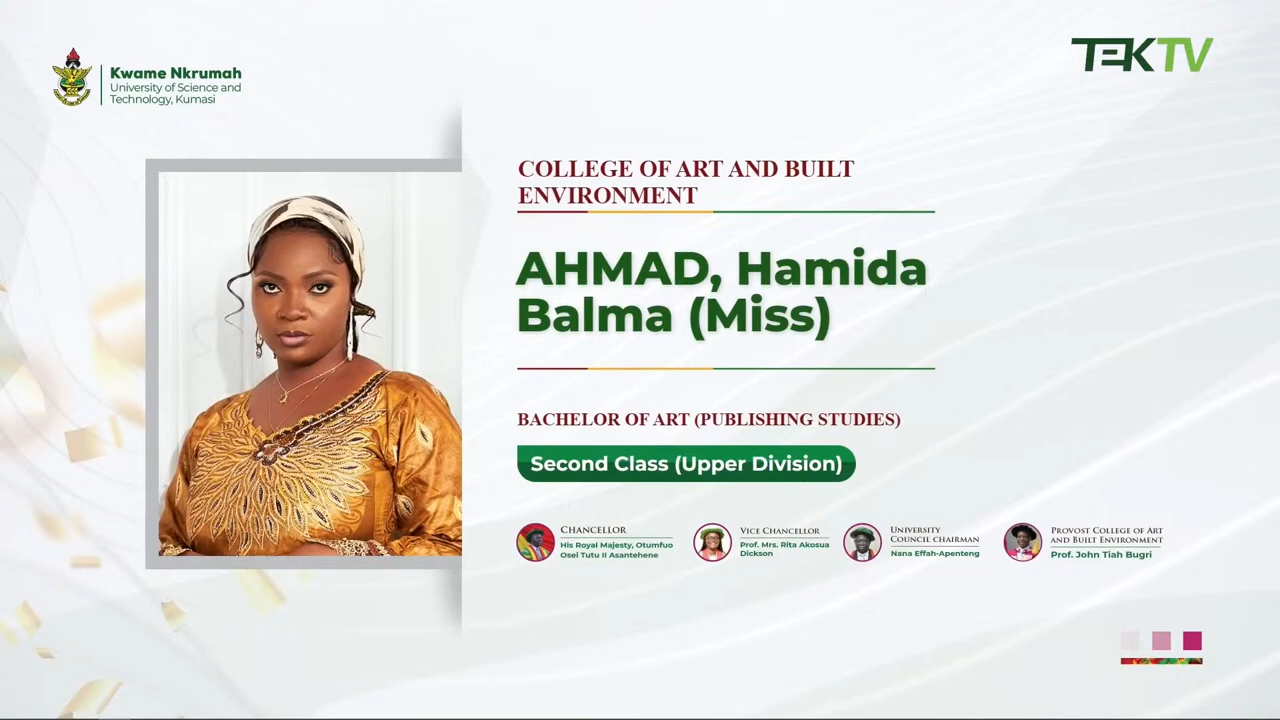 Kwame Nkrumah
University of Science and
Technology, Kumasi
TEKTV
COLLEGE OF ART AND BUILT
ENVIRONMENT
AHMAD, Hamida
Balma (Miss)
BACHELOR OF ART (PUBLISHING STUDIES)
Second Class (Upper Division)
CHANCELLOR
His Royal Majesty, Otumfuo
Osei Tutu II Asantehene
VICE CHANCELLOR
Prof. Mrs. Rita Akosua
Dickson
UNIVERSITY
COUNCIL CHAIRMAN
Nana Effah-Apenteng
PROVOST COLLEGE OF ART
AND BUILT ENVIRONMENT
Prof. John Tiah Bugri